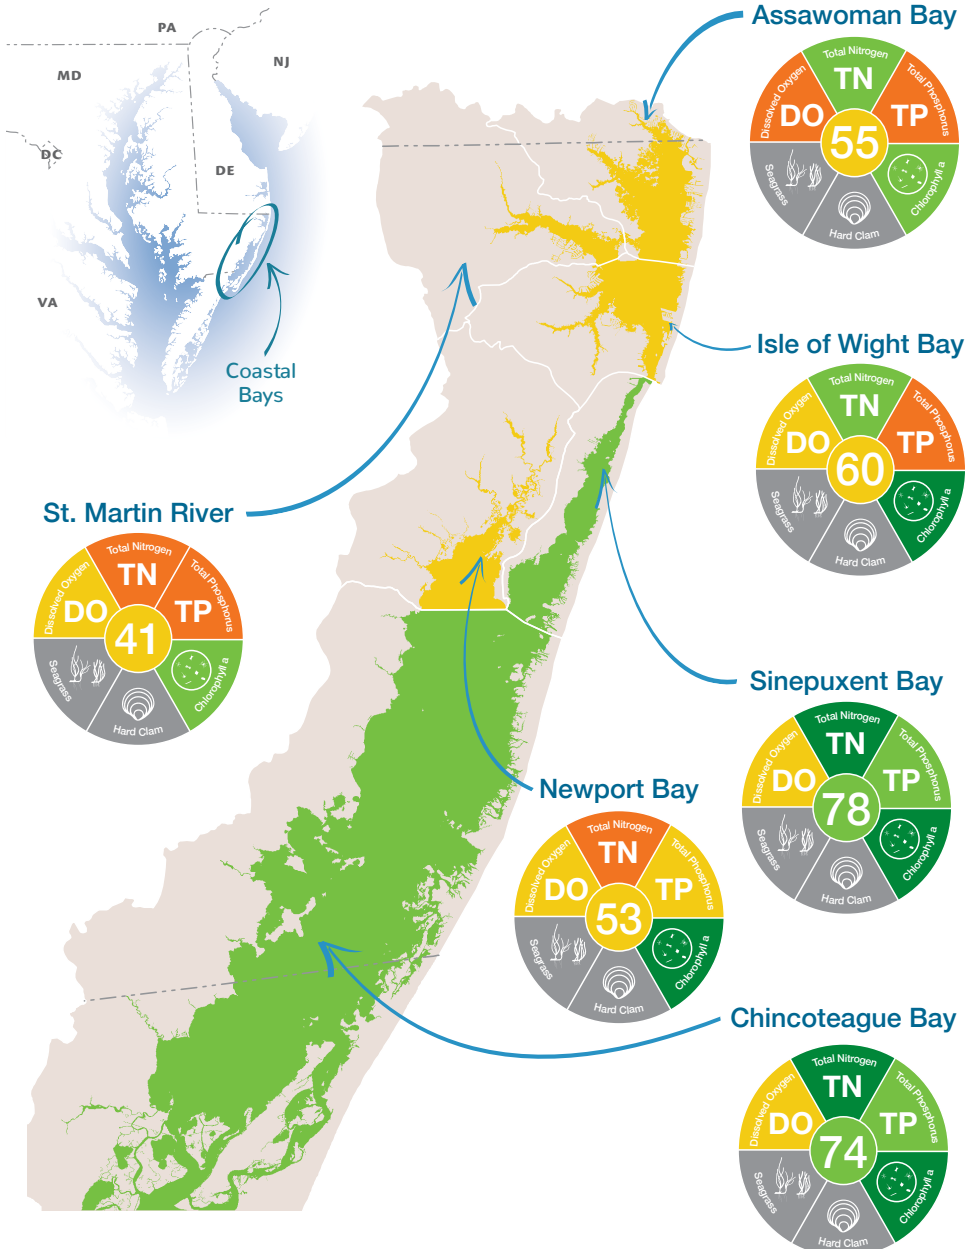 PA
MD
NJ
DC
DE
VA
Coastal
Bays
Assawoman Bay
Total Nitrogen
TN
Dissolved Oxygen
DO
Total Phosphorus
TP
55
Seagrass
Hard Clam
Chlorophyll a
Isle of Wight Bay
Total Nitrogen
TN
Dissolved Oxygen
DO
Total Phosphorus
TP
60
Seagrass
Hard Clam
Chlorophyll a
St. Martin River
Total Nitrogen
TN
Dissolved Oxygen
DO
Total Phosphorus
TP
41
Seagrass
Hard Clam
Chlorophyll a
Sinepuxent Bay
Total Nitrogen
TN
Dissolved Oxygen
DO
Total Phosphorus
TP
78
Seagrass
Hard Clam
Chlorophyll a
Newport Bay
Total Nitrogen
TN
Dissolved Oxygen
DO
Total Phosphorus
TP
53
Seagrass
Hard Clam
Chlorophyll a
Chincoteague Bay
Total Nitrogen
TN
Dissolved Oxygen
DO
Total Phosphorus
TP
74
Seagrass
Hard Clam
Chlorophyll a